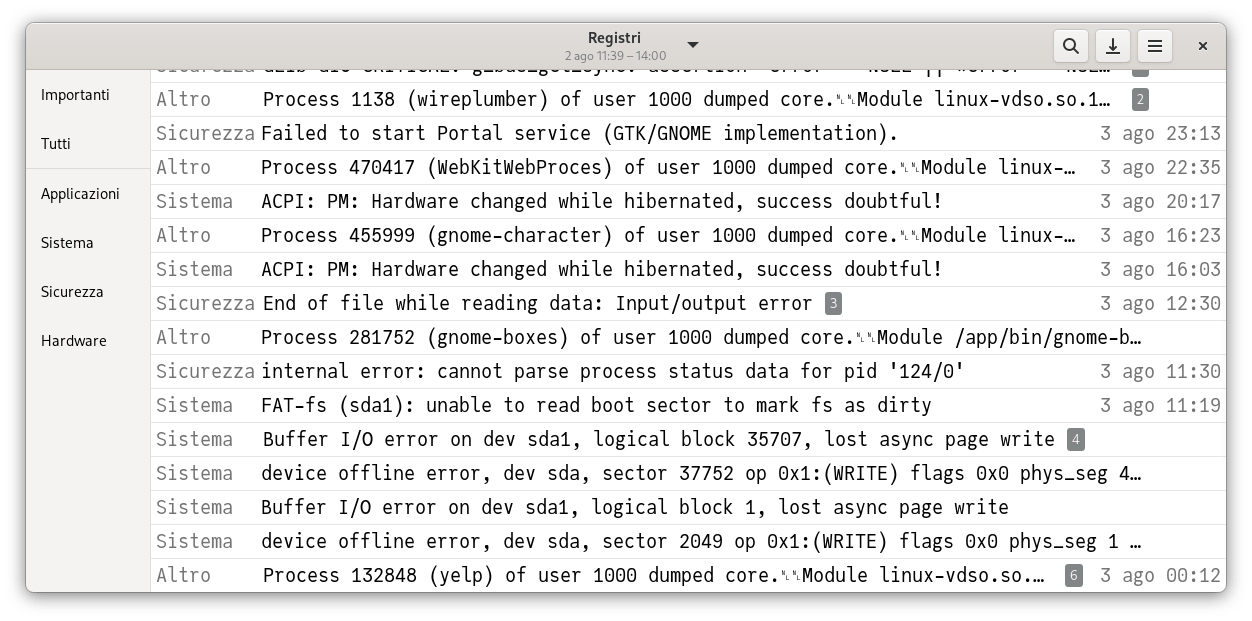 Registri
2 ago 11:39 – 14:00
Importanti
Tutti
Applicazioni
Sistema
Sicurezza
Hardware
Altro Process 1138 (wireplumber) of user 1000 dumped core.␤␤Module linux-vdso.so.1… 2
Sicurezza Failed to start Portal service (GTK/GNOME implementation). 3 ago 23:13
Altro Process 470417 (WebKitWebProces) of user 1000 dumped core.␤␤Module linux-… 3 ago 22:35
Sistema ACPI: PM: Hardware changed while hibernated, success doubtful! 3 ago 20:17
Altro Process 455999 (gnome-character) of user 1000 dumped core.␤␤Module linux-… 3 ago 16:23
Sistema ACPI: PM: Hardware changed while hibernated, success doubtful! 3 ago 16:03
Sicurezza End of file while reading data: Input/output error 3 3 ago 12:30
Altro Process 281752 (gnome-boxes) of user 1000 dumped core.␤␤Module /app/bin/gnome-b…
Sicurezza internal error: cannot parse process status data for pid '124/0' 3 ago 11:30
Sistema FAT-fs (sda1): unable to read boot sector to mark fs as dirty 3 ago 11:19
Sistema Buffer I/O error on dev sda1, logical block 35707, lost async page write 4
Sistema device offline error, dev sda, sector 37752 op 0x1:(WRITE) flags 0x0 phys_seg 4…
Sistema Buffer I/O error on dev sda1, logical block 1, lost async page write
Sistema device offline error, dev sda, sector 2049 op 0x1:(WRITE) flags 0x0 phys_seg 1 …
Altro Process 132848 (yelp) of user 1000 dumped core.␤␤Module linux-vdso.so.… 6 3 ago 00:12